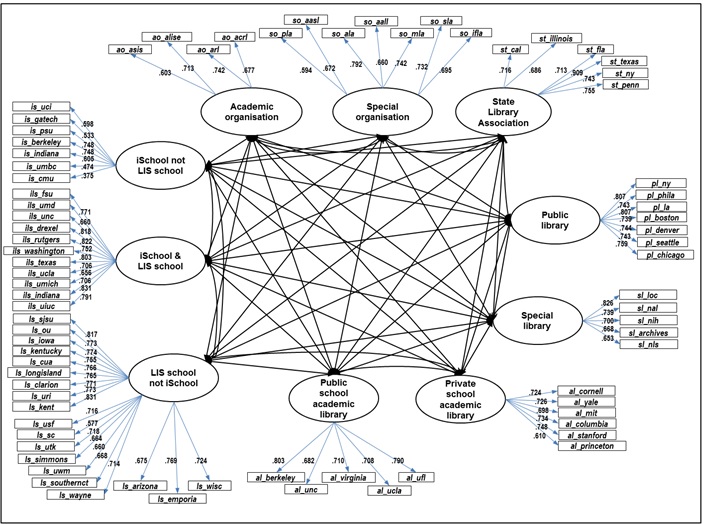 so_aasl
so_sla
ao_acrl
so_aall
st_illinois
ao_alise
so_pla
so_ala
so_mla
so_ifla
ao_asis
ao_arl
st_cal
st_fla
st_texas
st_ny
st_penn
.603
.713
.742
.677
.594
.672
.792
.660
.742
.732
.695
.716
.686
.713
.909
.743
.755
Academic
organisation
Special
organisation
State
Library
Association
is_uci
is_gatech
is_psu
is_berkeley
is_indiana
is_umbc
is_cmu
.598
.533
.748
.748
.606
.474
.375
iSchool not
LIS school
ils_fsu
ils_umd
ils_unc
ils_drexel
ils_rutgers
ils_washington
ils_texas
ils_ucla
ils_umich
ils_indiana
ils_uiuc
.771
.660
.818
.822
.752
.803
.706
.656
.706
.831
.791
iSchool &
LIS school
Public
library
pl_ny
pl_phila
pl_la
pl_boston
pl_denver
pl_seattle
pl_chicago
.807
.743
.807
.739
.744
.743
.759
Special
library
sl_loc
sl_nal
sl_nih
sl_archives
sl_nls
.826
.739
.700
.668
.653
ls_sjsu
ls_ou
ls_iowa
ls_kentucky
ls_cua
ls_longisland
ls_clarion
ls_uri
ls_kent
.817
.773
.774
.765
.766
.765
.771
.773
.831
LIS school
not iSchool
ls_usf
ls_sc
ls_utk
ls_simmons
ls_uwm
ls_southernct
ls_wayne
.716
.577
.718
.664
.660
.668
.714
.675
.769
.724
ls_arizona
ls_emporia
ls_wisc
Public
school
academic
library
.803
.682
.710
.708
.790
al_berkeley
al_unc
al_virginia
al_ucla
al_ufl
Private
school
academic library
.724
.726
.698
.734
.748
.610
al_cornell
al_yale
al_mit
al_columbia
al_stanford
al_princeton